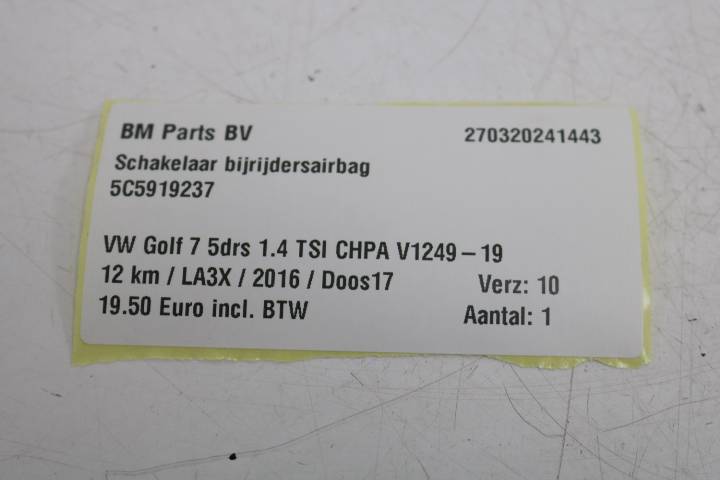 BM Parts BV 270320241443
Schakelaar bijrijdersairbag
5C5919237
VW Golf 7 5drs 1.4 TSI CHPA V1249-19
12 km / LA3X / 2016 / Doos17 Verz: 10
19.50 Euro incl. BTW Aantal: 1